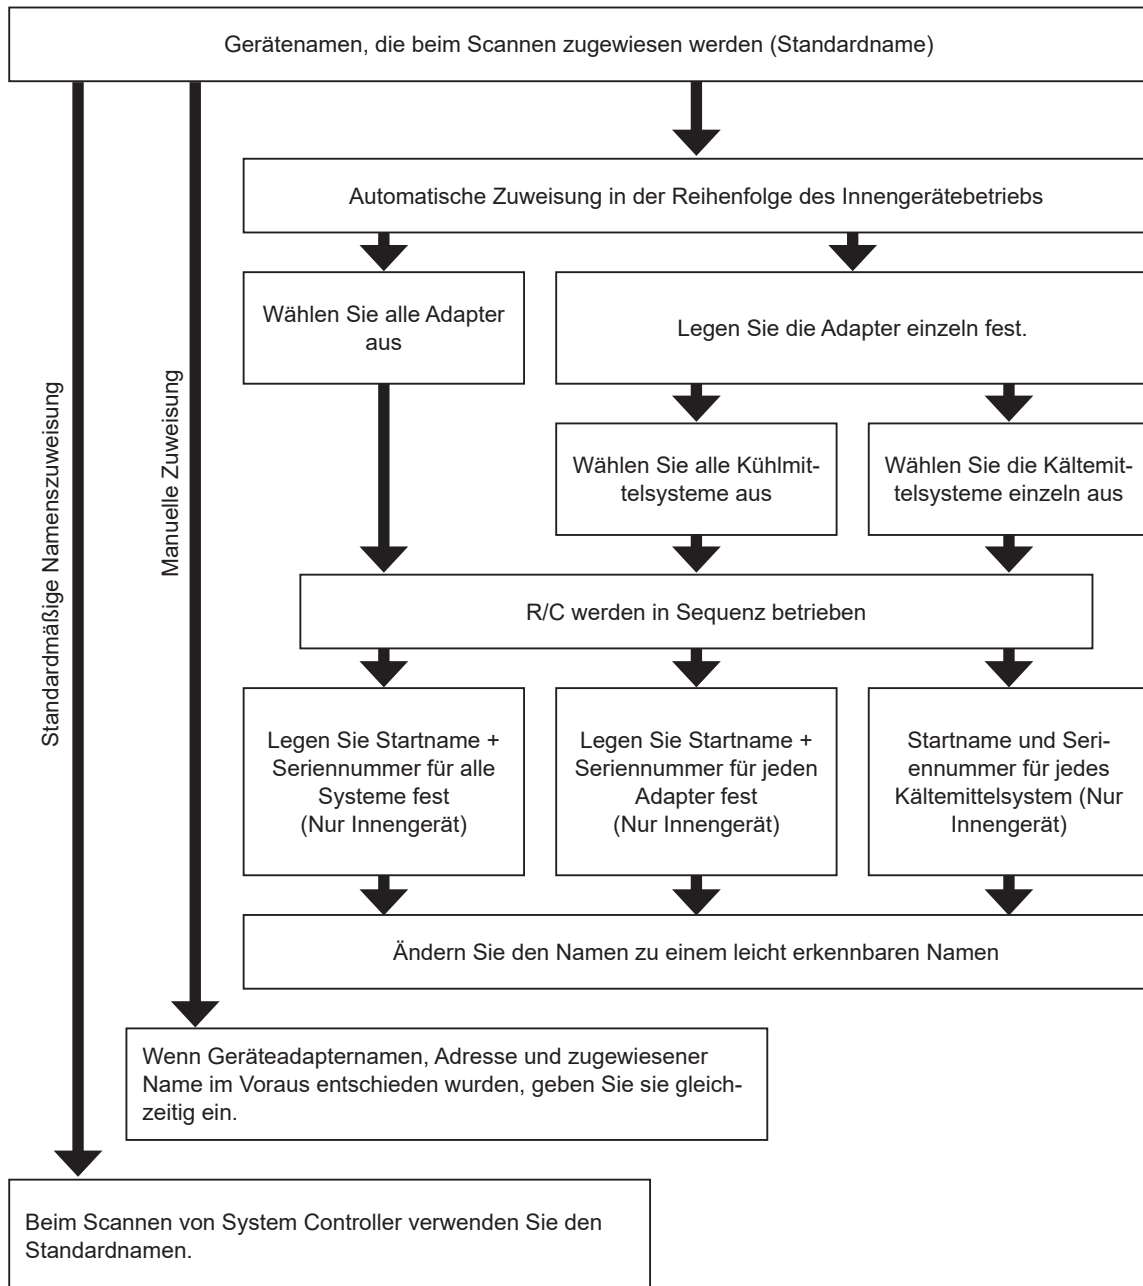 Gerätenamen, die beim Scannen zugewiesen werden (Standardname)
Automatische Zuweisung in der Reihenfolge des Innengerätebetriebs
Wählen Sie alle Adapter
aus
Legen Sie die Adapter einzeln fest.
Standardmäßige Namenszuweisung
Manuelle Zuweisung
Wählen Sie alle Kühlmit-
telsysteme aus
Wählen Sie die Kältemit-
telsysteme einzeln aus
R/C werden in Sequenz betrieben
Legen Sie Startname +
Seriennummer für alle
Systeme fest
(Nur Innengerät)
Legen Sie Startname +
Seriennummer für jeden
Adapter fest
(Nur Innengerät)
Startname und Seri-
ennummer für jedes
Kältemittelsystem (Nur
Innengerät)
Ändern Sie den Namen zu einem leicht erkennbaren Namen
Wenn Geräteadapternamen, Adresse und zugewiesener
Name im Voraus entschieden wurden, geben Sie sie gleich-
zeitig ein.
Beim Scannen von System Controller verwenden Sie den
Standardnamen.